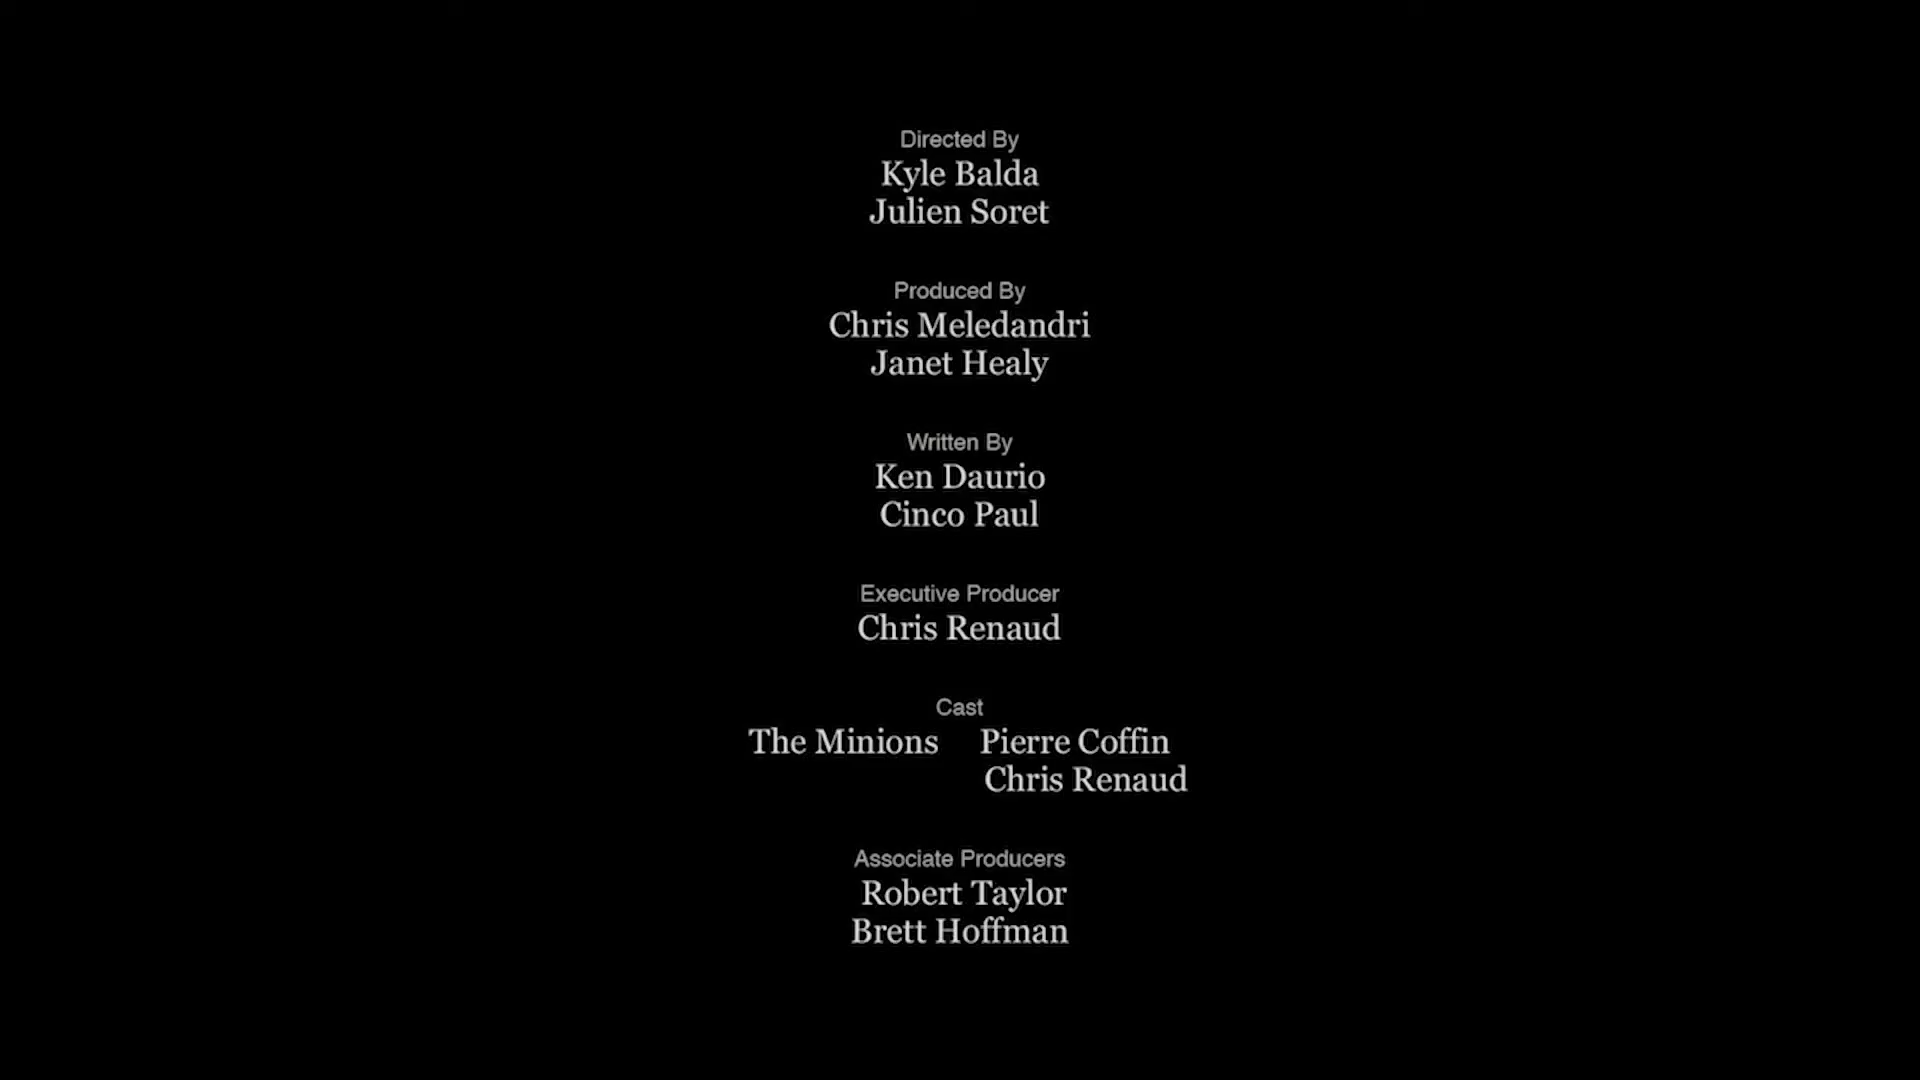 Directed By
Kyle Balda
Julien Soret
Produced By
Chris Meledandri
Janet Healy
Written By
Ken Daurio
Cinco Paul
Executive Producer
Chris Renaud
Cast
The Minions Pierre Coffin
Chris Renaud
Associate Producers
Robert Taylor
Brett Hoffman